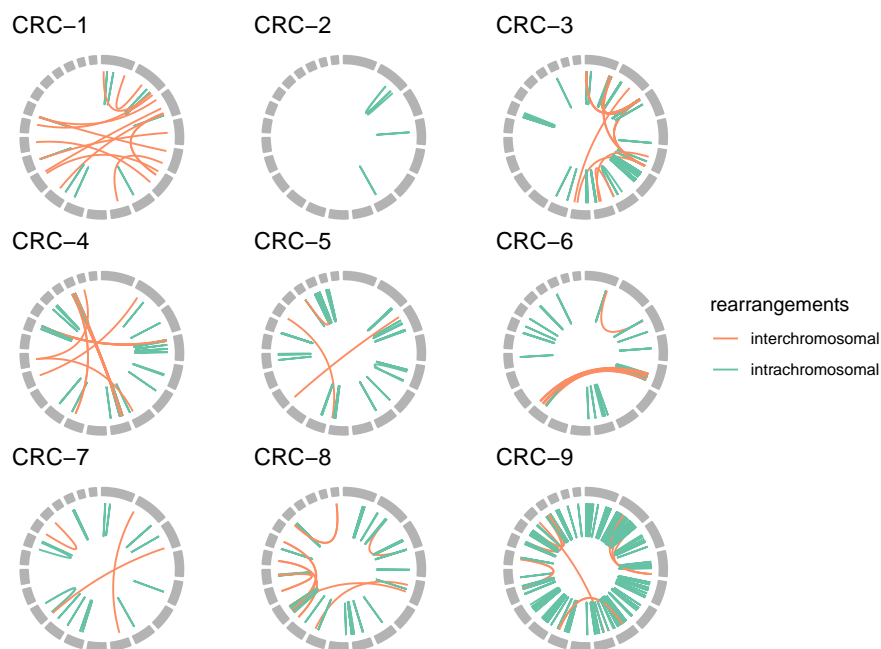 CRC−1
CRC−2
CRC−3
CRC−4
CRC−5
CRC−6
rearrangements
interchromosomal
intrachromosomal
CRC−7
CRC−8
CRC−9